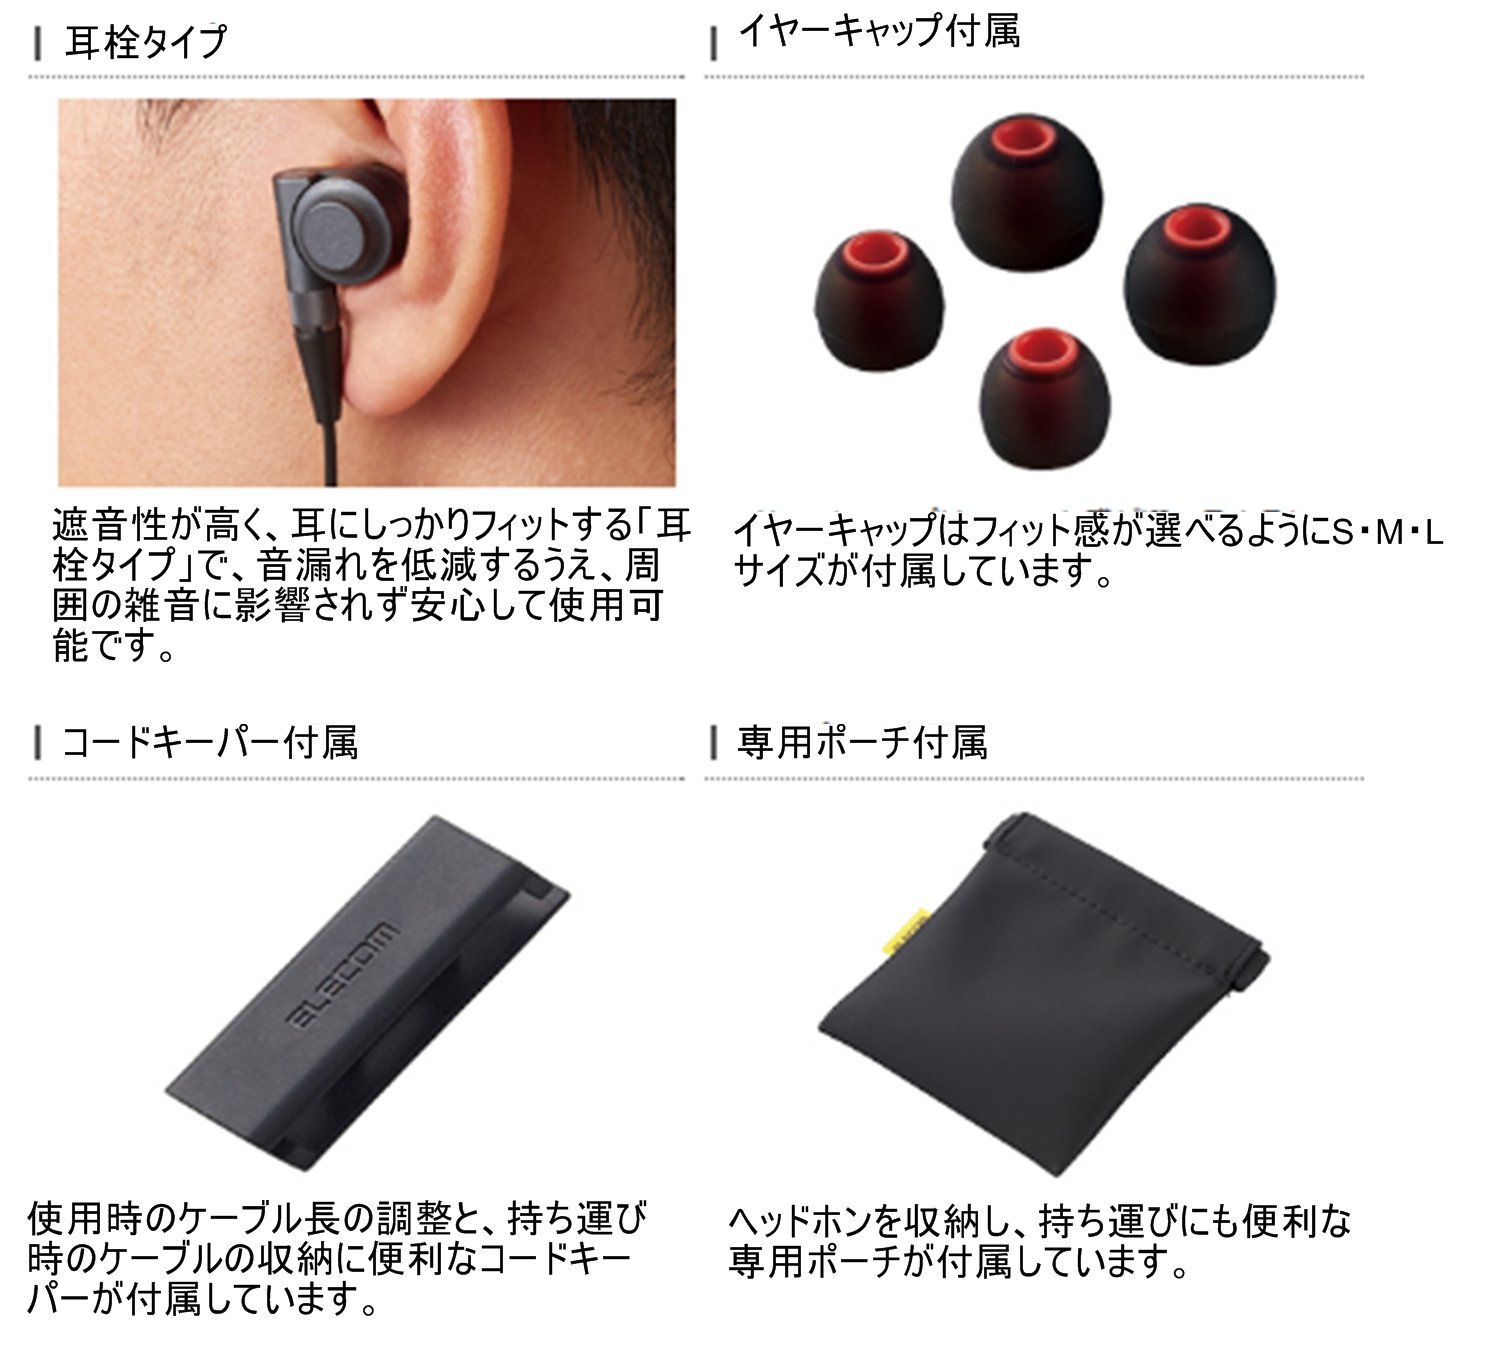 耳栓タイプ
イヤーキャップ付属
遮音性が高く、耳にしっかりフィットする「耳
栓タイプ」で、音漏れを低減するうえ、周
囲の雑音に影響されず安心して使用可
能です。
イヤーキャップはフィット感が選べるようにS・M・L
サイズが付属しています。
コードキーパー付属
専用ポーチ付属
ELECOM
使用時のケーブル長の調整と、持ち運び
時のケーブルの収納に便利なコードキー
パーが付属しています。
ヘッドホンを収納し、持ち運びにも便利な
専用ポーチが付属しています。